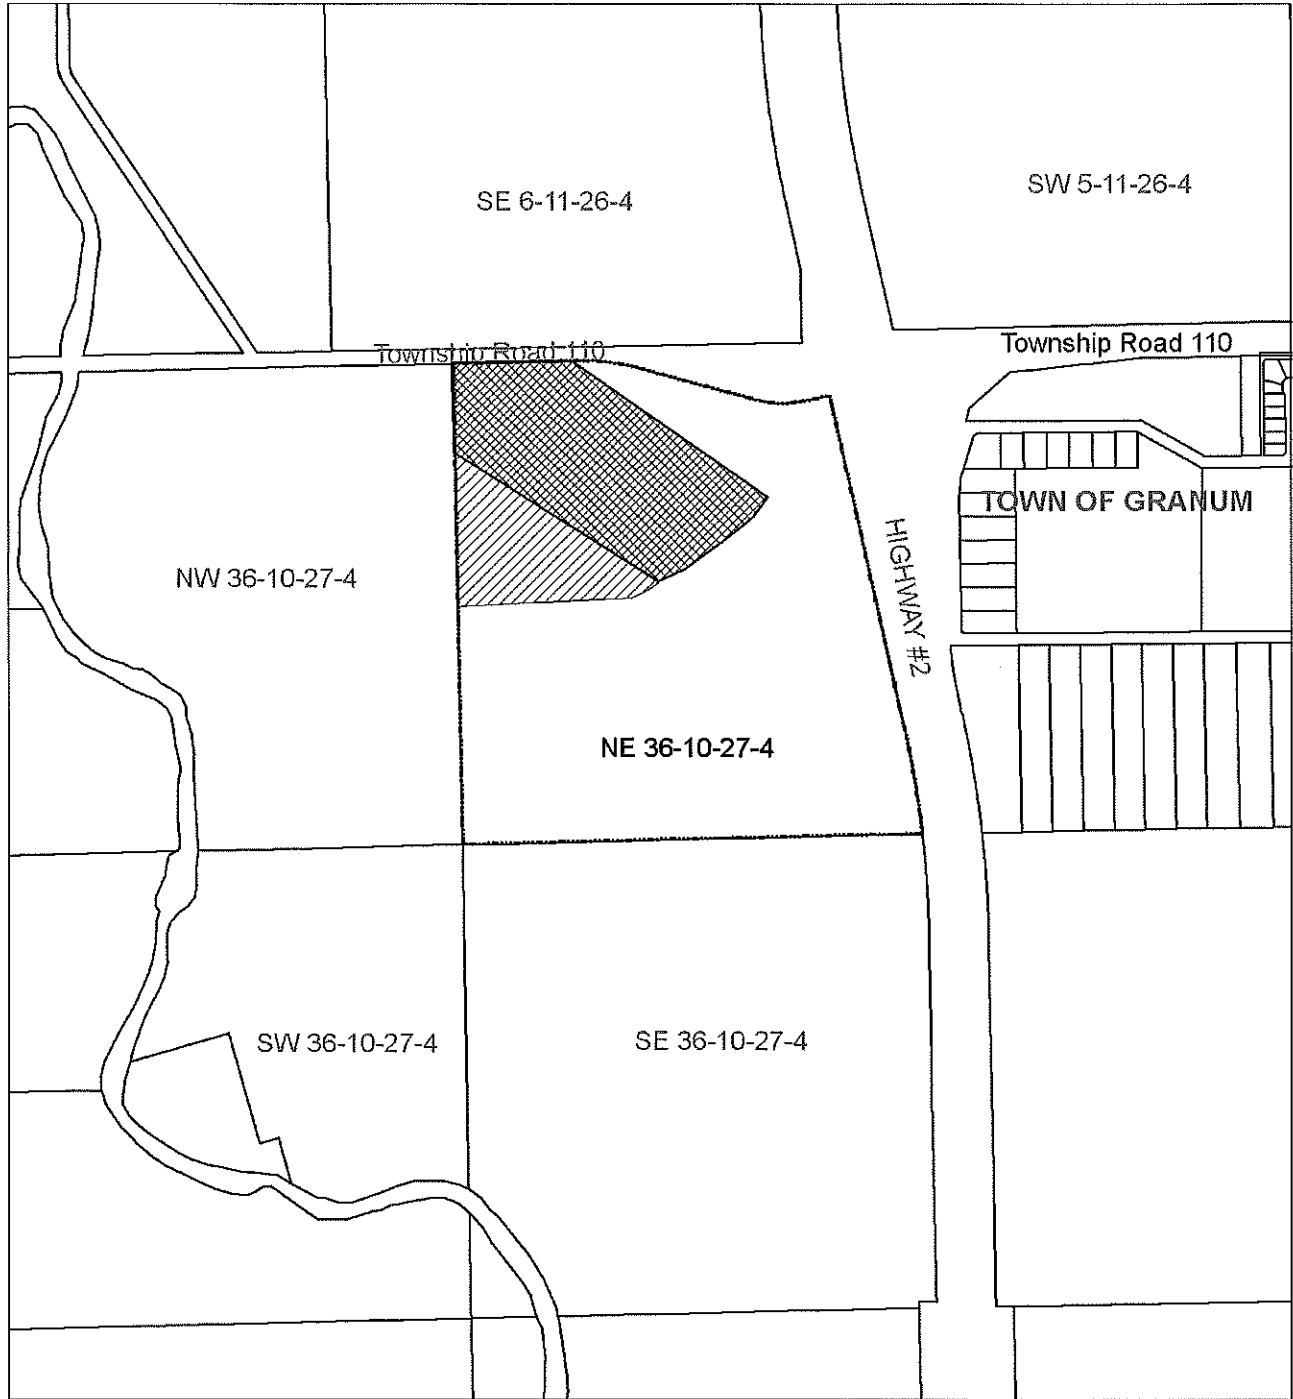 SW 5-11-26-4
SE 6-11-26-4
Township Road 110
Township Road 110
TOWN OF GRANUM
HIGHWAY #2
NW 36-10-27-4
NE 36-10-27-4
SW 36-10-27-4
SE 36-10-27-4